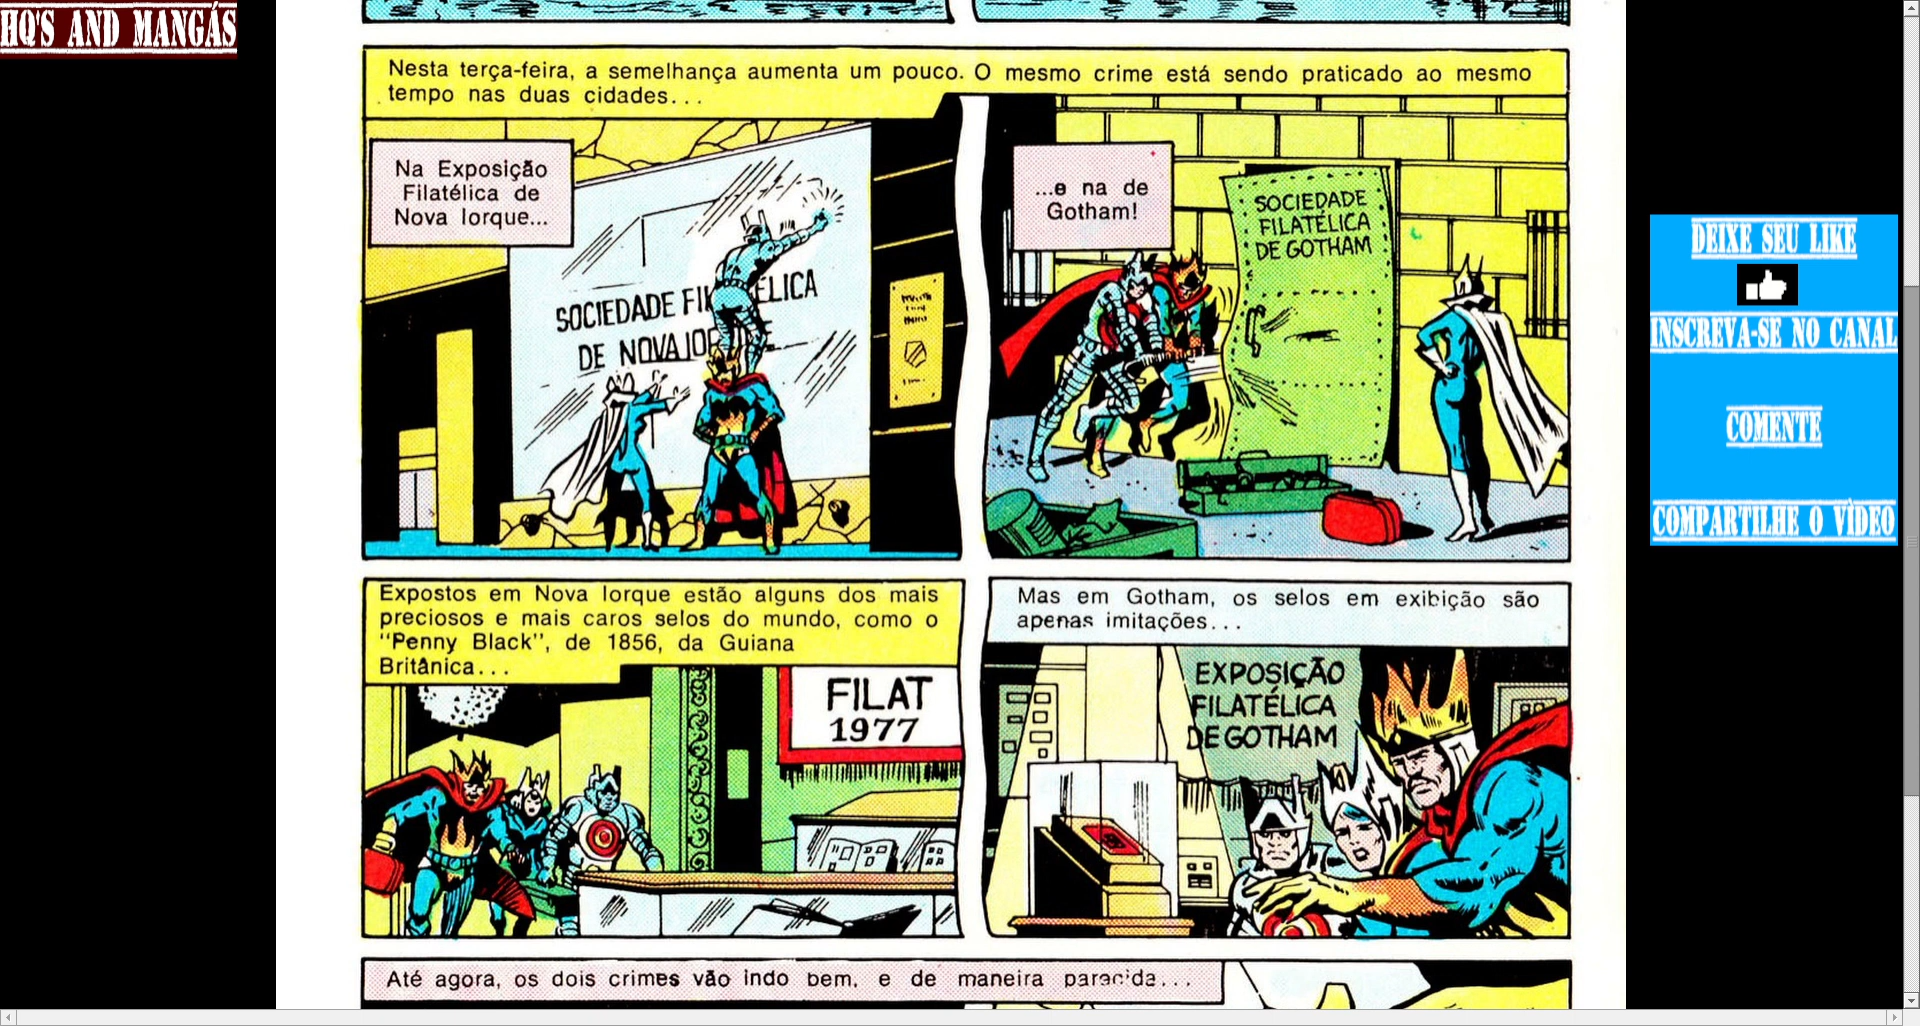 HQ'S AND MANGÁS
Nesta terça-feira, a semelhança aumenta um pouco. O mesmo crime está sendo praticado ao mesmo
tempo nas duas cidades...
Na Exposição
Filatélica de
Nova Iorque...
SOCIEDADE FI ÉLICA
DE NOVA IOR E
...e na de
Gotham!
SOCIEDADE
FILATÉLICA
DE GOTHAM
Expostos em Nova Iorque estão alguns dos mais
preciosos e mais caros selos do mundo, como o
"Penny Black", de 1856, da Guiana
Britânica...
FILAT
1977
Mas em Gotham, os selos em exibição são
apenas imitações...
EXPOSIÇÃO
FILATÉLICA
DE GOTHAM
Até agora, os dois crimes vão indo bem, e de maneira parecida...
DEIXE SEU LIKE
INSCREVA-SE NO CANAL
COMENTE
COMPARTILHE O VÌDEO